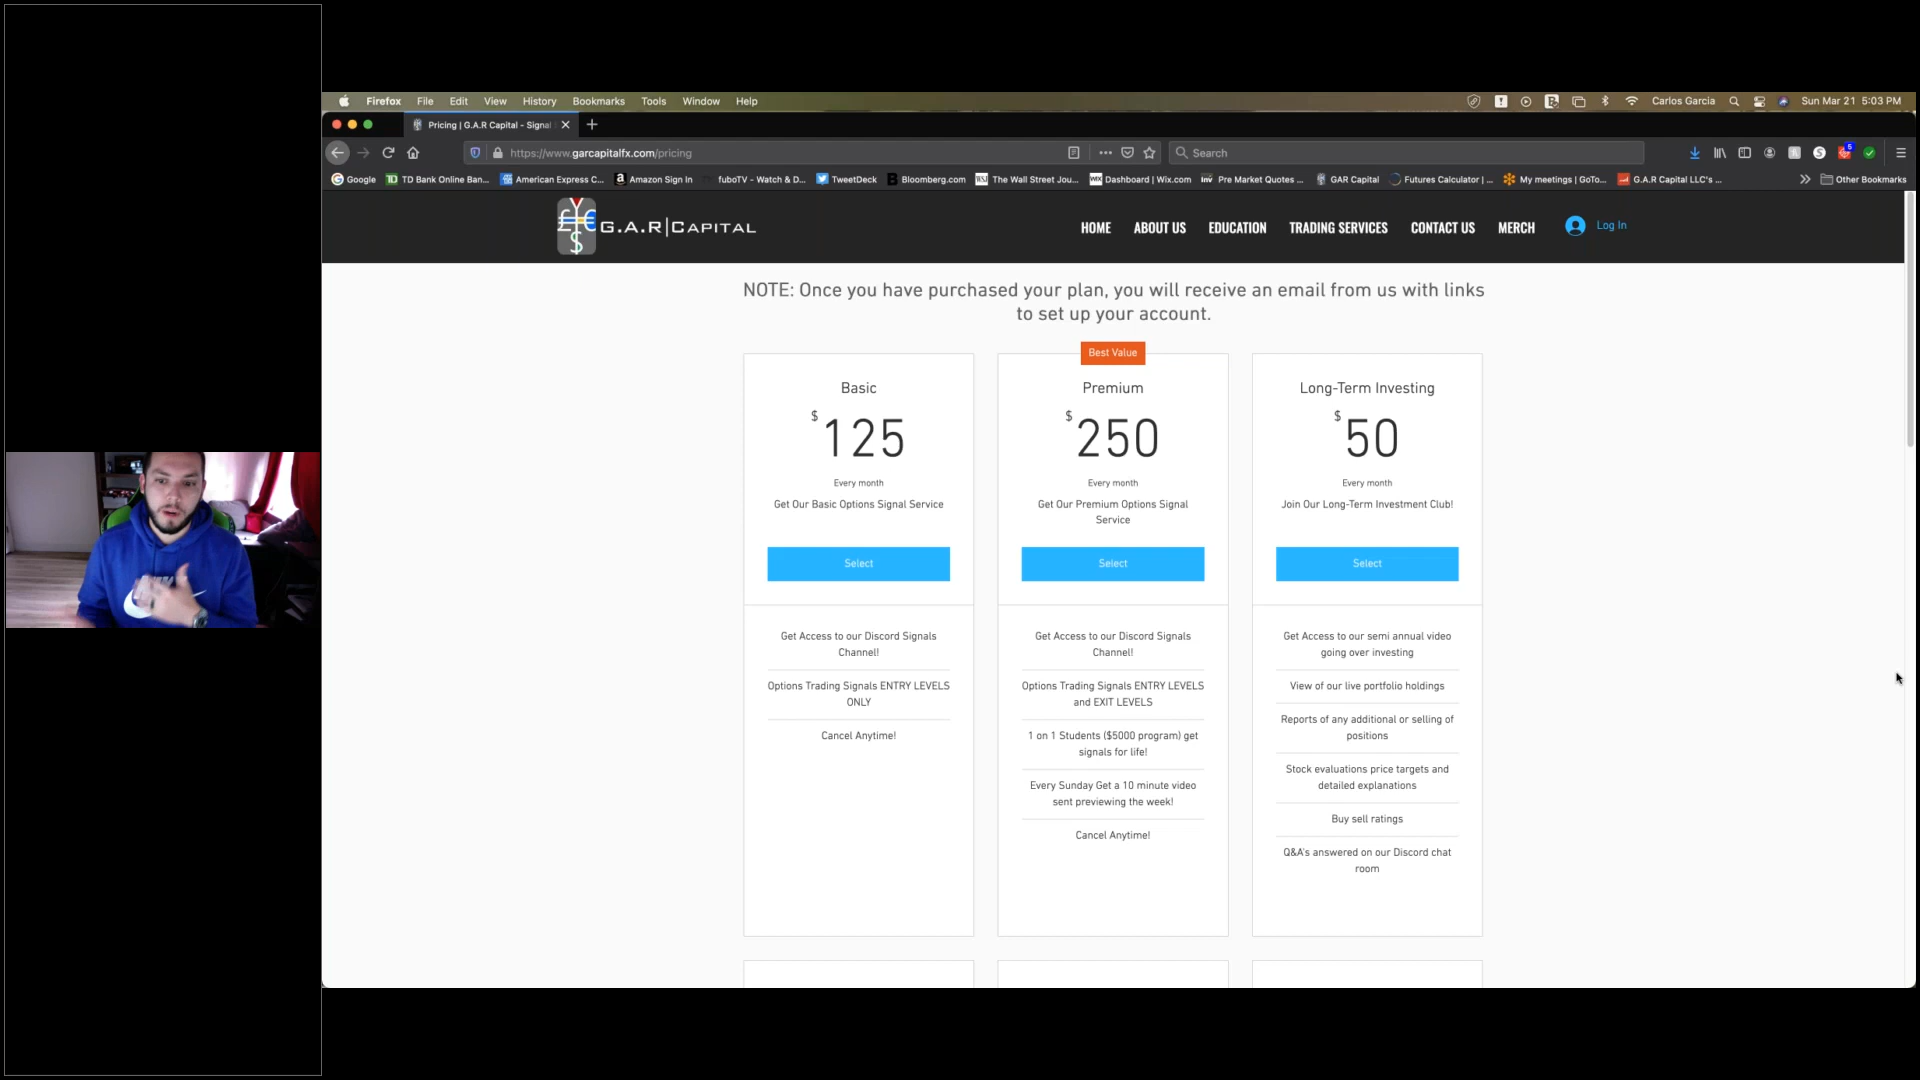 Firefox File Edit View History Bookmarks Tools Window Help
Carlos Garcia
Sun Mar 21 5:03 PM
Pricing | G.A.R Capital - Signal
https://www.garcapitalfx.com/pricing
Search
5
Google
TD Bank Online Ban...
American Express C...
Amazon Sign In
fuboTV - Watch & D...
TweetDeck
Bloomberg.com
The Wall Street Jou...
Dashboard | Wix.com
Pre Market Quotes ...
GAR Capital
Futures Calculator | ...
My meetings | GoTo...
G.A.R Capital LLC's ...
Other Bookmarks
G.A.R|CAPITAL
HOME
ABOUT US
EDUCATION
TRADING SERVICES
CONTACT US
MERCH
Log In
NOTE: Once you have purchased your plan, you will receive an email from us with links
to set up your account.
Basic
$
125
Every month
Get Our Basic Options Signal Service
Select
Get Access to our Discord Signals
Channel!
Options Trading Signals ENTRY LEVELS
ONLY
Cancel Anytime!
Best Value
Premium
$
250
Every month
Get Our Premium Options Signal
Service
Select
Get Access to our Discord Signals
Channel!
Options Trading Signals ENTRY LEVELS
and EXIT LEVELS
1 on 1 Students ($5000 program) get
signals for life!
Every Sunday Get a 10 minute video
sent previewing the week!
Cancel Anytime!
Long-Term Investing
$
50
Every month
Join Our Long-Term Investment Club!
Select
Get Access to our semi annual video
going over investing
View of our live portfolio holdings
Reports of any additional or selling of
positions
Stock evaluations price targets and
detailed explanations
Buy sell ratings
Q&A's answered on our Discord chat
room